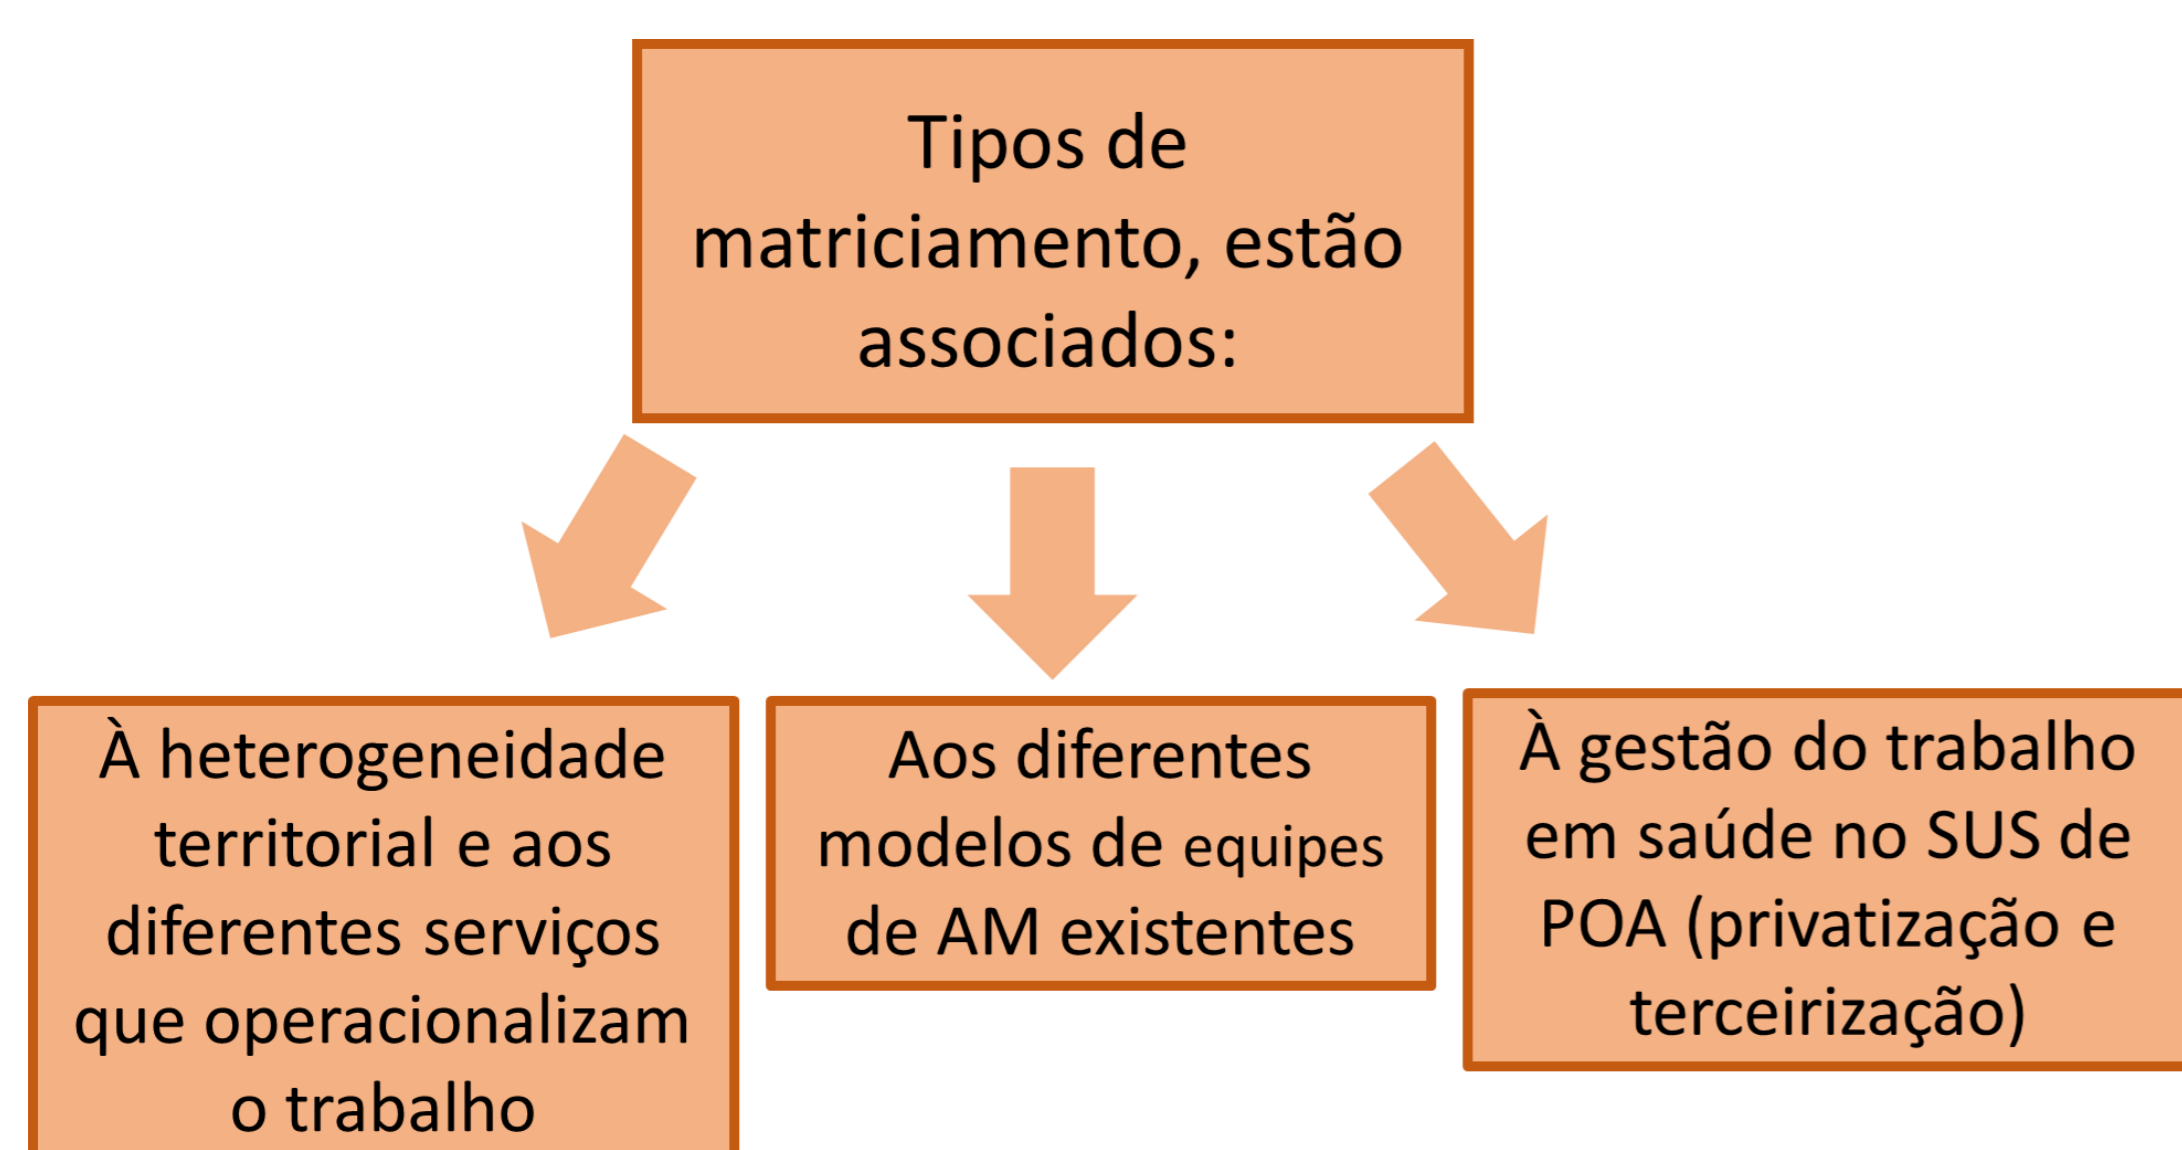 Tipos de
matriciamento, estão
associados:
À heterogeneidade
territorial e aos
diferentes serviços
que operacionalizam
o trabalho
Aos diferentes
modelos de equipes
de AM existentes
À gestão do trabalho
em saúde no SUS de
POA (privatização e
terceirização)